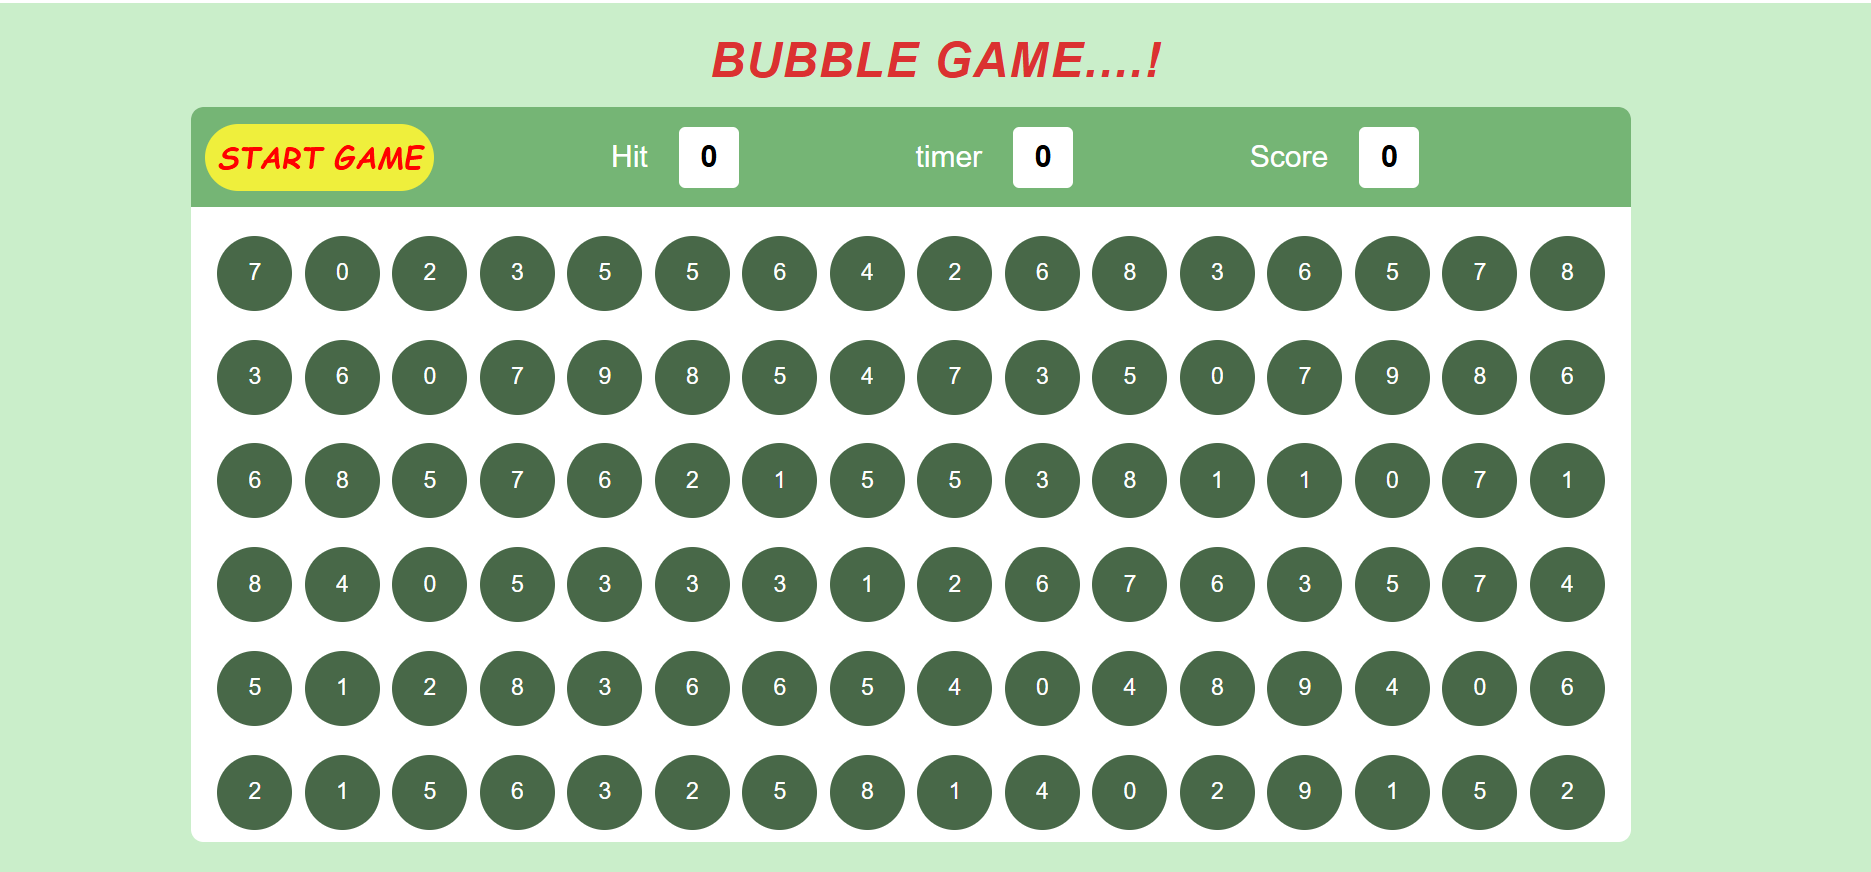 BUBBLE GAME....!
START GAME Hit 0 timer 0 Score 0
7 0 2 3 5 5 6 4 2 6 8 3 6 5 7 8
3 6 0 7 9 8 5 4 7 3 5 0 7 9 8 6
6 8 5 7 6 2 1 5 5 3 8 1 1 0 7 1
8 4 0 5 3 3 3 1 2 6 7 6 3 5 7 4
5 1 2 8 3 6 6 5 4 0 4 8 9 4 0 6
2 1 5 6 3 2 5 8 1 4 0 2 9 1 5 2